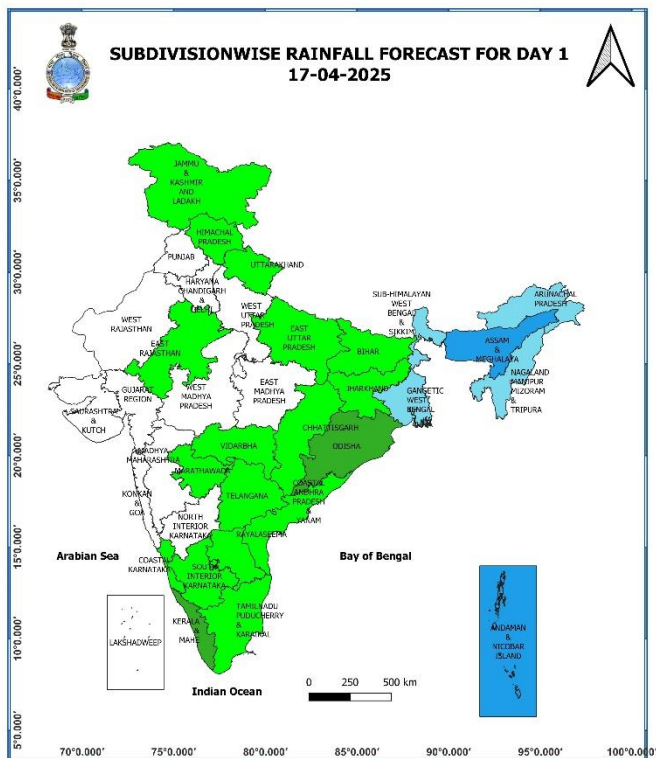 SUBDIVISIONWISE RAINFALL FORECAST FOR DAY 1
17-04-2025
40°0.000'
35°0.000'
30°0.000'
25°0.000'
20°0.000'
15°0.000'
10°0.000'
5°0.000'
JAMMU
&
KASHMIR
AND
LADAKH
HIMACHAL
PRADESH
PUNJAB
UTTARAKHAND
HARYANA
CHANDIGARH
&
DELHI
WEST
UTTAR
PRADESH
WEST
RAJASTHAN
EAST
RAJASTHAN
EAST
UTTAR
PRADESH
BIHAR
SUB-HIMALAYAN
WEST
BENGAL
&
SIKKIM
ARUNACHAL
PRADESH
ASSAM
&
MEGHALAYA
NAGALAND
MANIPUR
MIZORAM
&
TRIPURA
GUJARAT
REGION
WEST
MADHYA
PRADESH
EAST
MADHYA
PRADESH
JHARKHAND
GANGETIC
WEST
BENGAL
SAURASHTRA
&
KUTCH
CHHATTISGARH
ODISHA
VIDARBHA
MADHYA
MAHARASHTRA
MARATHAWADA
TELANGANA
COASTAL
ANDHRA
PRADESH
&
YANAM
KONKAN
&
GOA
NORTH
INTERIOR
KARNATAKA
RAYALASEEMA
COASTAL
KARNATAKA
SOUTH
INTERIOR
KARNATAKA
TAMILNADU
PUDUCHERRY
&
KARAIKAL
KERALA
&
MAHE
LAKSHADWEEP
ANDAMAN
&
NICOBAR
ISLAND
Arabian Sea
Bay of Bengal
Indian Ocean
0 250 500 km
70°0.000' 75°0.000' 80°0.000' 85°0.000' 90°0.000' 95°0.000' 100°0.000'